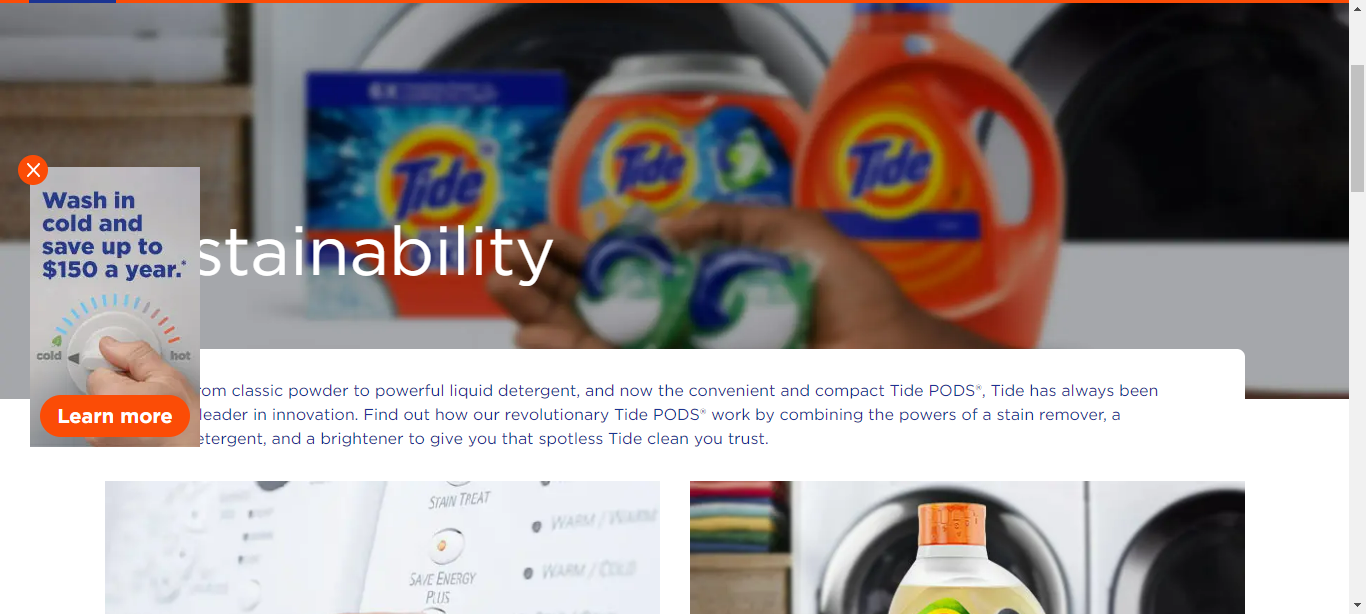 Tide
Tide
Tide
Wash in
cold and
save up to
$150 a year.*
stainability
cold
hot
Learn more
rom classic powder to powerful liquid detergent, and now the convenient and compact Tide PODS®, Tide has always been
leader in innovation. Find out how our revolutionary Tide PODS® work by combining the powers of a stain remover, a
etergent, and a brightener to give you that spotless Tide clean you trust.
STAIN TREAT
WARM / WARM
SAVE ENERGY
PLUS
WARM / COLD